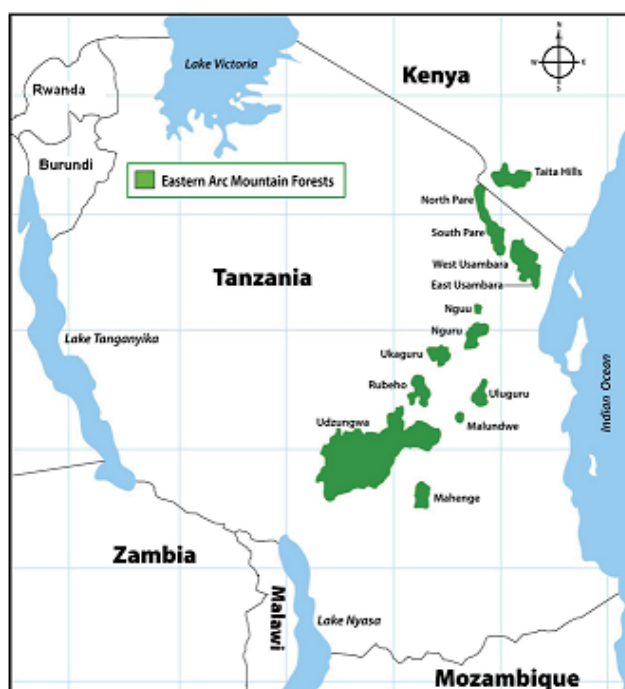 N
W
E
S
Lake Victoria
Kenya
Rwanda
Burundi
Eastern Arc Mountain Forests
Taita Hills
North Pare
South Pare
West Usambara
East Usambara
Tanzania
Nguu
Nguru
Lake Tanganyika
Ukaguru
Rubeho
Uluguru
Indian Ocean
Udzungwa
Malundwe
Mahenge
Zambia
Malawi
Lake Nyasa
Mozambique